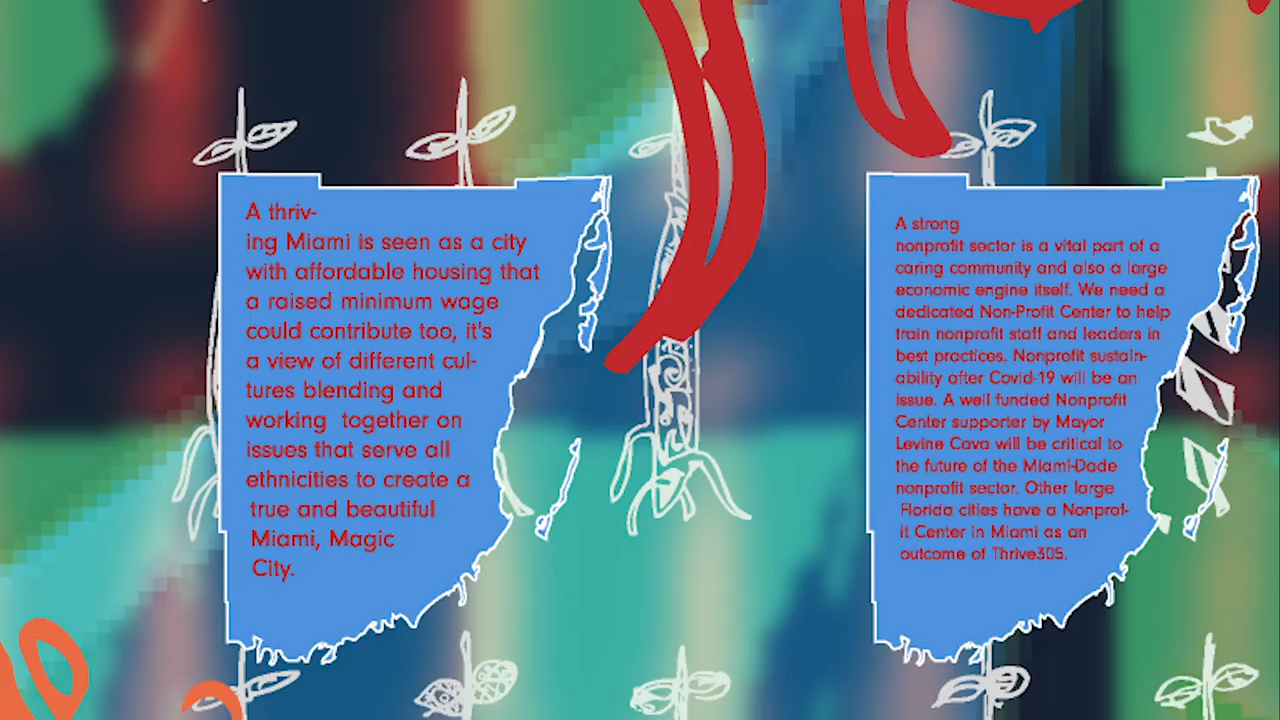 A thriv-
ing Miami is seen as a city
with affordable housing that
a raised minimum wage
could contribute too, it's
a view of different cul-
tures blending and
working together on
issues that serve all
ethnicities to create a
true and beautiful
Miami, Magic
City.
A strong
nonprofit sector is a vital part of a
caring community and also a large
economic engine itself. We need a
dedicated Non-Profit Center to help
train nonprofit staff and leaders in
best practices. Nonprofit sustain-
ability after Covid-19 will be an
issue. A well funded Nonprofit
Center supporter by Mayor
Levine Cava will be critical to
the future of the Miami-Dade
nonprofit sector. Other large
Florida cities have a Nonprof-
it Center in Miami as an
outcome of Thrive305.